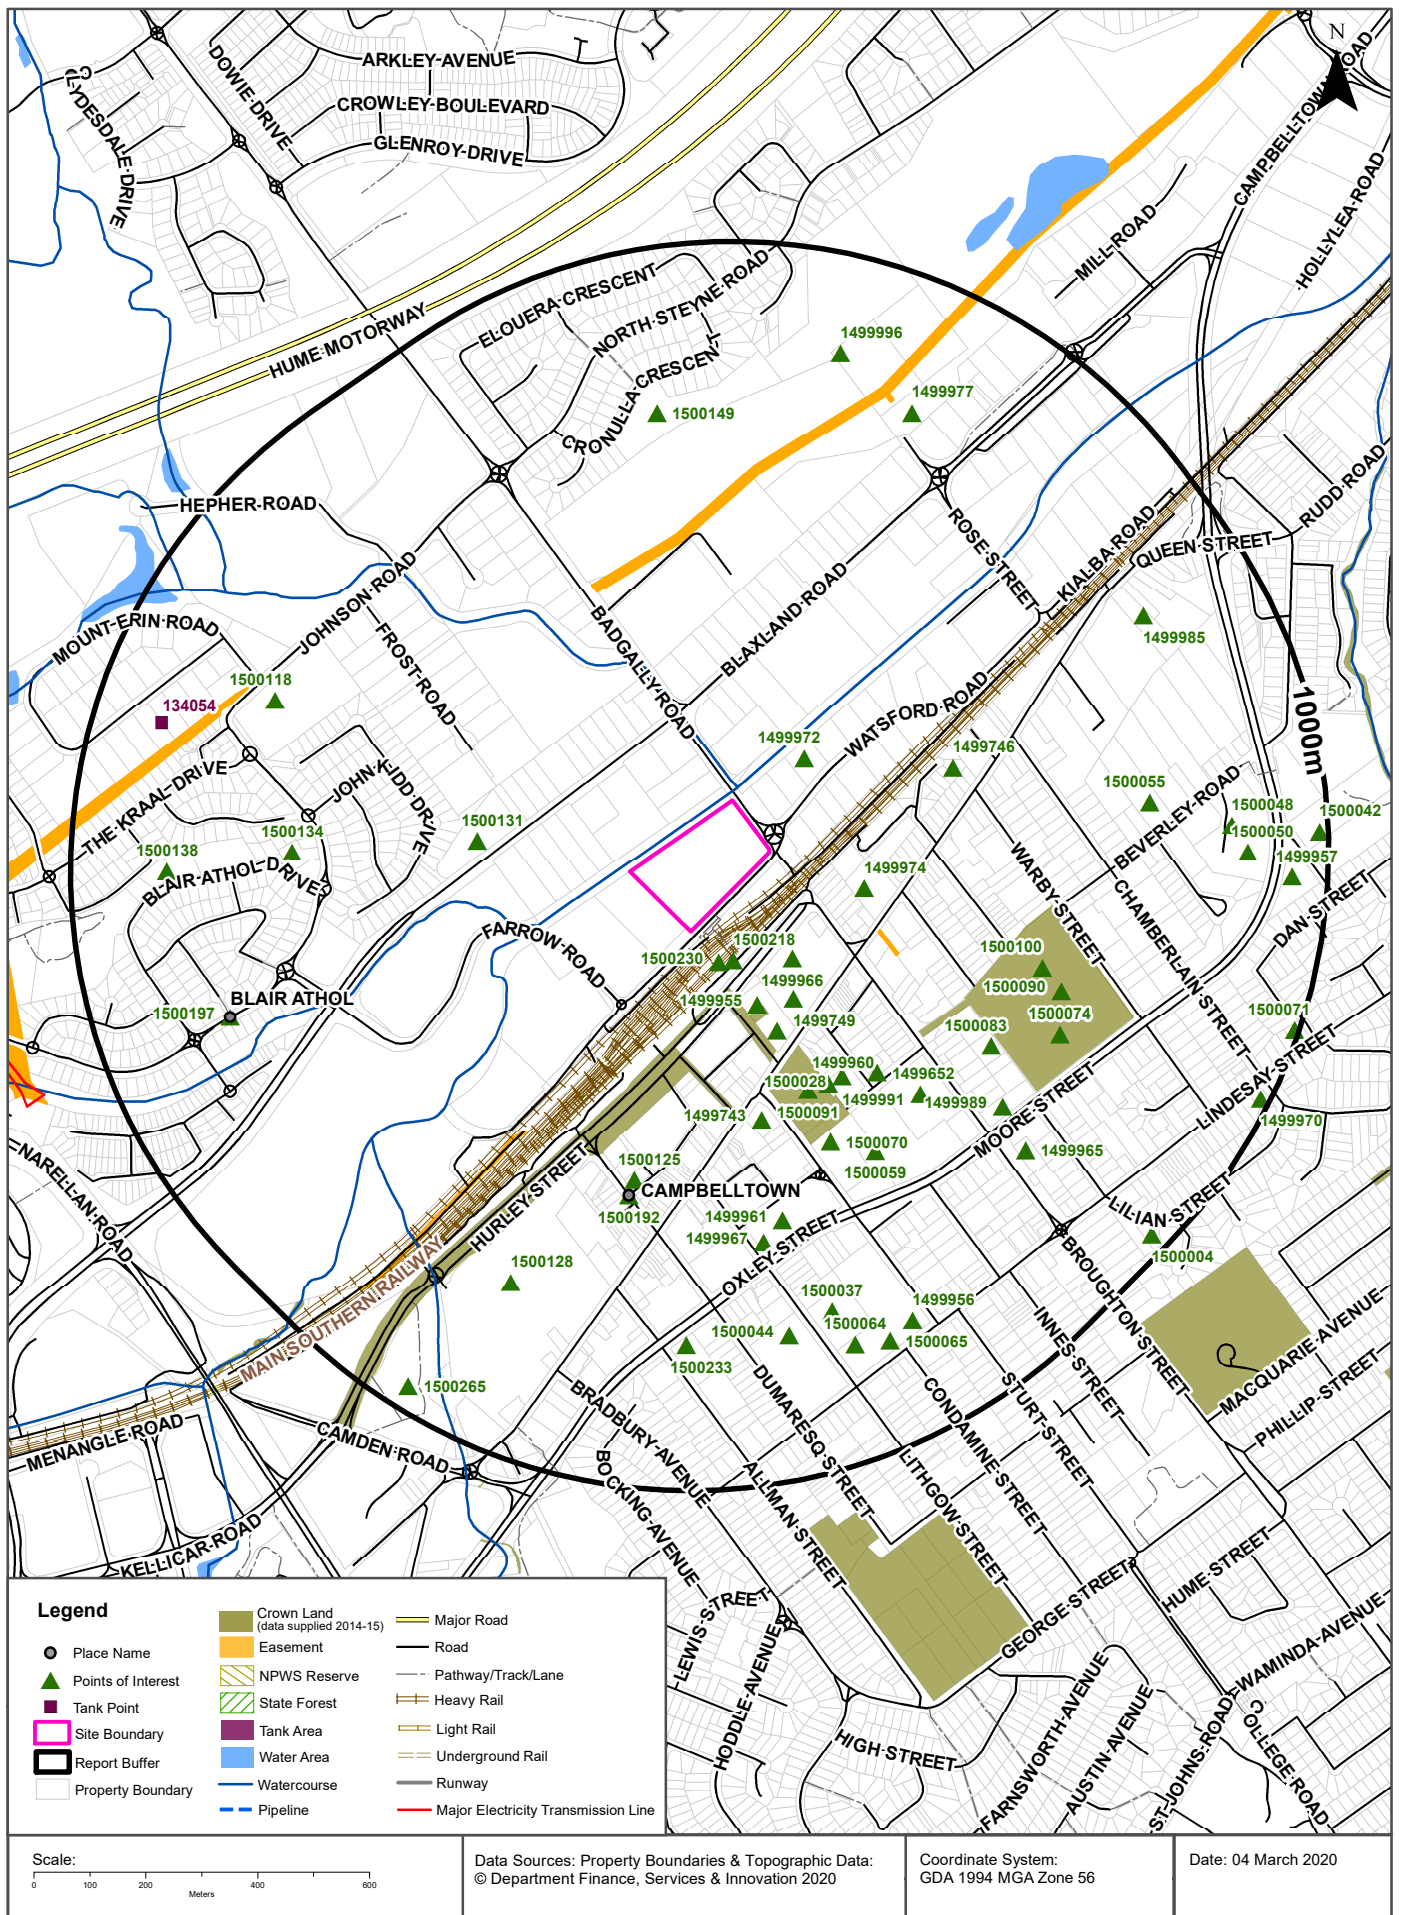 N
ARKLEY AVENUE
CROWLEY BOULEVARD
GLENROY DRIVE
DOWIE DRIVE
CLYDESDALE DRIVE
CAMPBELLTOWN ROAD
HOLLYLEA ROAD
MILL ROAD
HUME MOTORWAY
ELOUERA CRESCENT
NORTH STEYNE ROAD
CRONULLA CRESCENT
1499996
1499977
1500149
HEPHER ROAD
ROSE STREET
KIALBA ROAD
QUEEN STREET
RUDD ROAD
MOUNT ERIN ROAD
JOHNSON ROAD
FROST ROAD
BADGALLY ROAD
BLAXLAND ROAD
1499985
1500118
134054
WATSFORD ROAD
1000m
1499972
1499746
THE KRAAL DRIVE
JOHN KIDD DRIVE
1500055
BEVERLEY ROAD
1500048
1500042
1500050
1499957
1500131
1500134
1500138
BLAIR ATHOL DRIVE
1499974
WARBY STREET
CHAMBERLAIN STREET
DAN STREET
FARROW ROAD
1500218
1500230
1500100
1499966
1500090
1499955
BLAIR ATHOL
1500197
1500074
1500071
1499749
1500083
LINDESAY STREET
1499960
1499652
1500028
1499991
1499989
1500091
1499743
MOORE STREET
1499970
1500070
1499965
1500059
NARELLAN ROAD
HURLEY STREET
1500125
CAMPBELLTOWN
1500192
1499961
1499967
LILIAN STREET
1500004
OXLEY STREET
BROUGHTON STREET
MAIN SOUTHERN RAILWAY
1500128
1500037
1499956
1500064
1500044
1500065
1500233
INNES STREET
MACQUARIE AVENUE
PHILLIP STREET
1500265
BRADBURY AVENUE
DUMARESQ STREET
CONDAMINE STREET
STURT STREET
MENANGLE ROAD
CAMDEN ROAD
BOCKING AVENUE
ALLMAN STREET
LITHGOW STREET
KELLICAR ROAD
LEWIS STREET
HODDLE AVENUE
GEORGE STREET
HUME STREET
WAMINDA AVENUE
HIGH STREET
FARNSWORTH AVENUE
AUSTIN AVENUE
ST JOHNS ROAD
COLLEGE ROAD
Legend
Place Name
Points of Interest
Tank Point
Site Boundary
Report Buffer
Property Boundary
Crown Land
(data supplied 2014-15)
Easement
NPWS Reserve
State Forest
Tank Area
Water Area
Watercourse
Pipeline
Major Road
Road
Pathway/Track/Lane
Heavy Rail
Light Rail
Underground Rail
Runway
Major Electricity Transmission Line
Scale:
0 100 200 400 600
Meters
Data Sources: Property Boundaries & Topographic Data:
© Department Finance, Services & Innovation 2020
Coordinate System:
GDA 1994 MGA Zone 56
Date: 04 March 2020